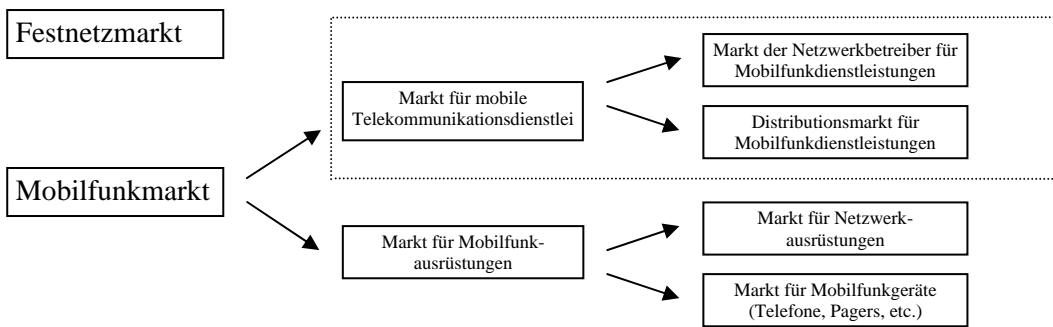 Festnetzmarkt
Markt der Netzwerkbetreiber für
Mobilfunkdienstleistungen
Markt für mobile
Telekommunikationsdienstlei
Distributionsmarkt für
Mobilfunkdienstleistungen
Mobilfunkmarkt
Markt für Mobilfunk-
ausrüstungen
Markt für Netzwerk-
ausrüstungen
Markt für Mobilfunkgeräte
(Telefone, Pagers, etc.)